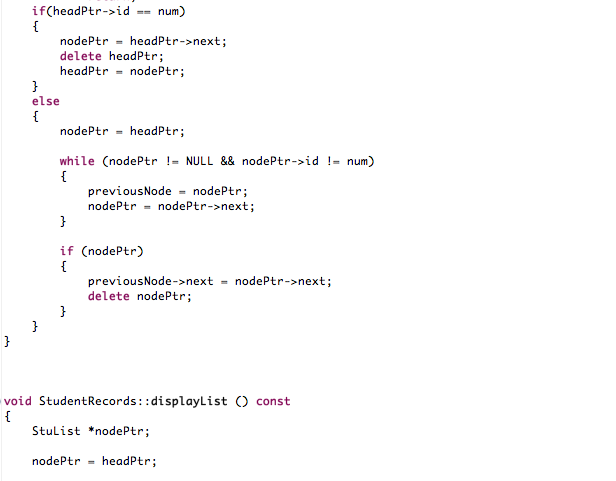 if(headPtr->id == num)
{
nodePtr = headPtr->next;
delete headPtr;
headPtr = nodePtr;
}
else
{
nodePtr = headPtr;
while (nodePtr != NULL && nodePtr->id != num)
{
previousNode = nodePtr;
nodePtr = nodePtr->next;
}
if (nodePtr)
{
previousNode->next = nodePtr->next;
delete nodePtr;
}
}
}
void StudentRecords::displayList () const
{
StuList *nodePtr;
nodePtr = headPtr;